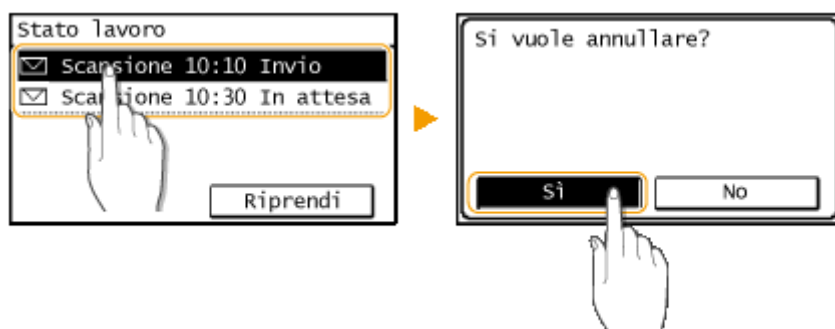 Stato lavoro
Scansione 10:10 Invio
Scansione 10:30 In attesa
Riprendi
Si vuole annullare?
Sì
No